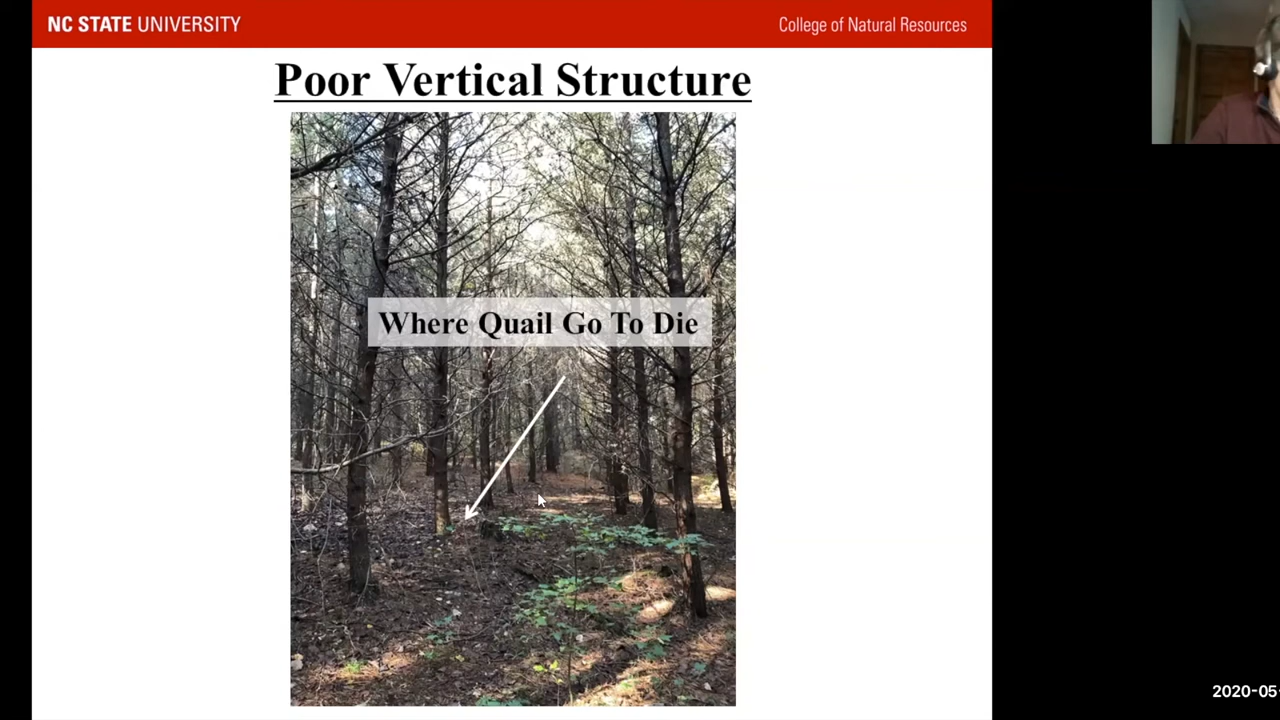 NC STATE UNIVERSITY
College of Natural Resources
Poor Vertical Structure
Where Quail Go To Die
2020-05-